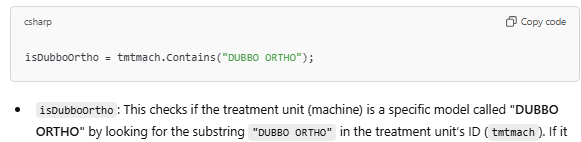 csharp
Copy code
isDubboOrtho = tmtmach.Contains("DUBBO ORTHO");
• isDubboOrtho: This checks if the treatment unit (machine) is a specific model called "DUBBO
ORTHO" by looking for the substring "DUBBO ORTHO" in the treatment unit's ID (tmtmach). If it